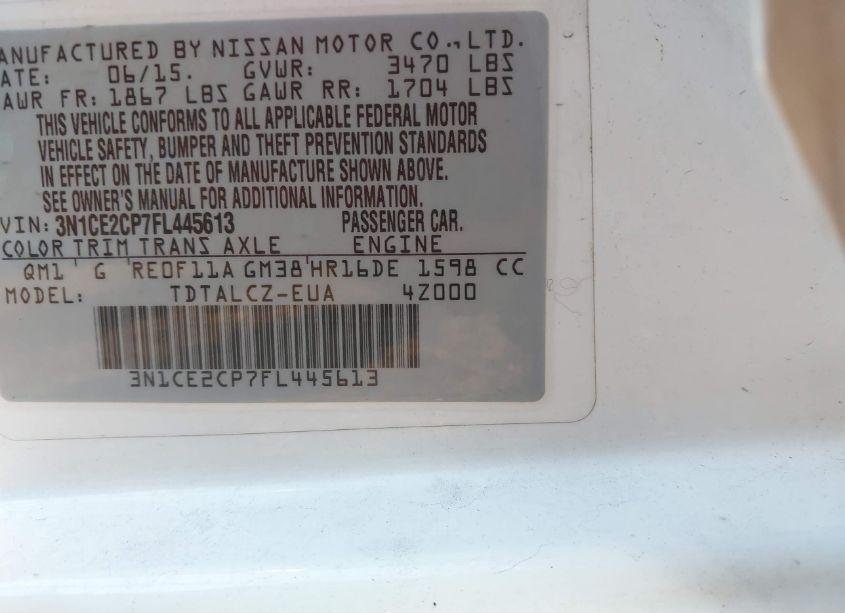 ANUFACTURED BY NISSAN MOTOR CO., LTD.
ATE: 06/15. GVWR: 3470 LBS
AWR FR: 1867 LBS GAWR RR: 1704 LBS
THIS VEHICLE CONFORMS TO ALL APPLICABLE FEDERAL MOTOR
VEHICLE SAFETY, BUMPER AND THEFT PREVENTION STANDARDS
IN EFFECT ON THE DATE OF MANUFACTURE SHOWN ABOVE.
SEE OWNER'S MANUAL FOR ADDITIONAL INFORMATION.
VIN: 3N1CE2CP7FL445613 PASSENGER CAR.
COLOR TRIM TRANS AXLE ENGINE
QM1 G RE0F11A GM38 HR16DE 1598 CC
MODEL: TDTALCZ-EUA 4Z000
3N1CE2CP7FL445613